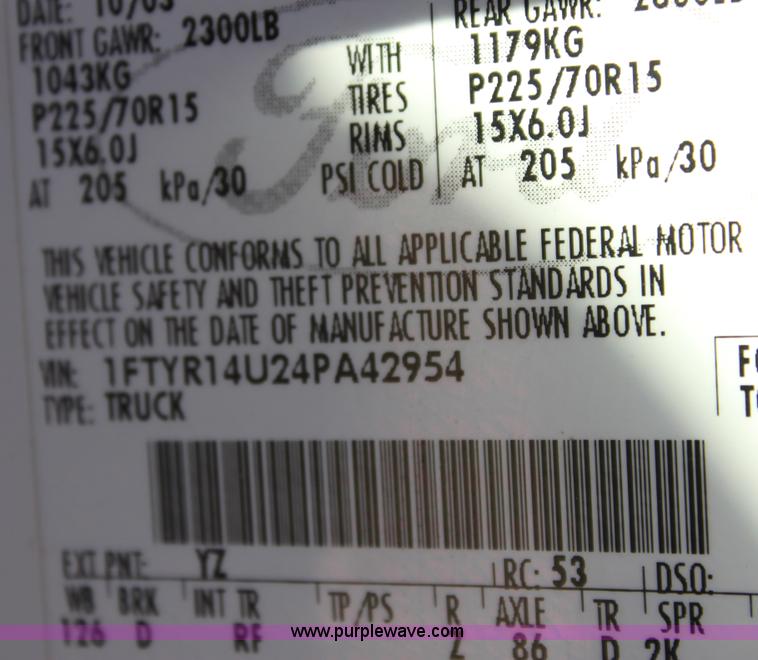 DATE: 10/03
FRONT GAWR: 2300LB REAR GAWR:
1043KG WITH 1179KG
P225/70R15 TIRES P225/70R15
15X6.0J RIMS 15X6.0J
AT 205 kPa/30 PSI COLD AT 205 kPa/30
Ford
THIS VEHICLE CONFORMS TO ALL APPLICABLE FEDERAL MOTOR
VEHICLE SAFETY AND THEFT PREVENTION STANDARDS IN
EFFECT ON THE DATE OF MANUFACTURE SHOWN ABOVE.
VIN: 1FTYR14U24PA42954
TYPE: TRUCK
EXT PNT: YZ RC: 53 DSO:
WB BRK INT TR TP/PS R AXLE TR SPR
126 D RF 86 D 2K
www.purplewave.com